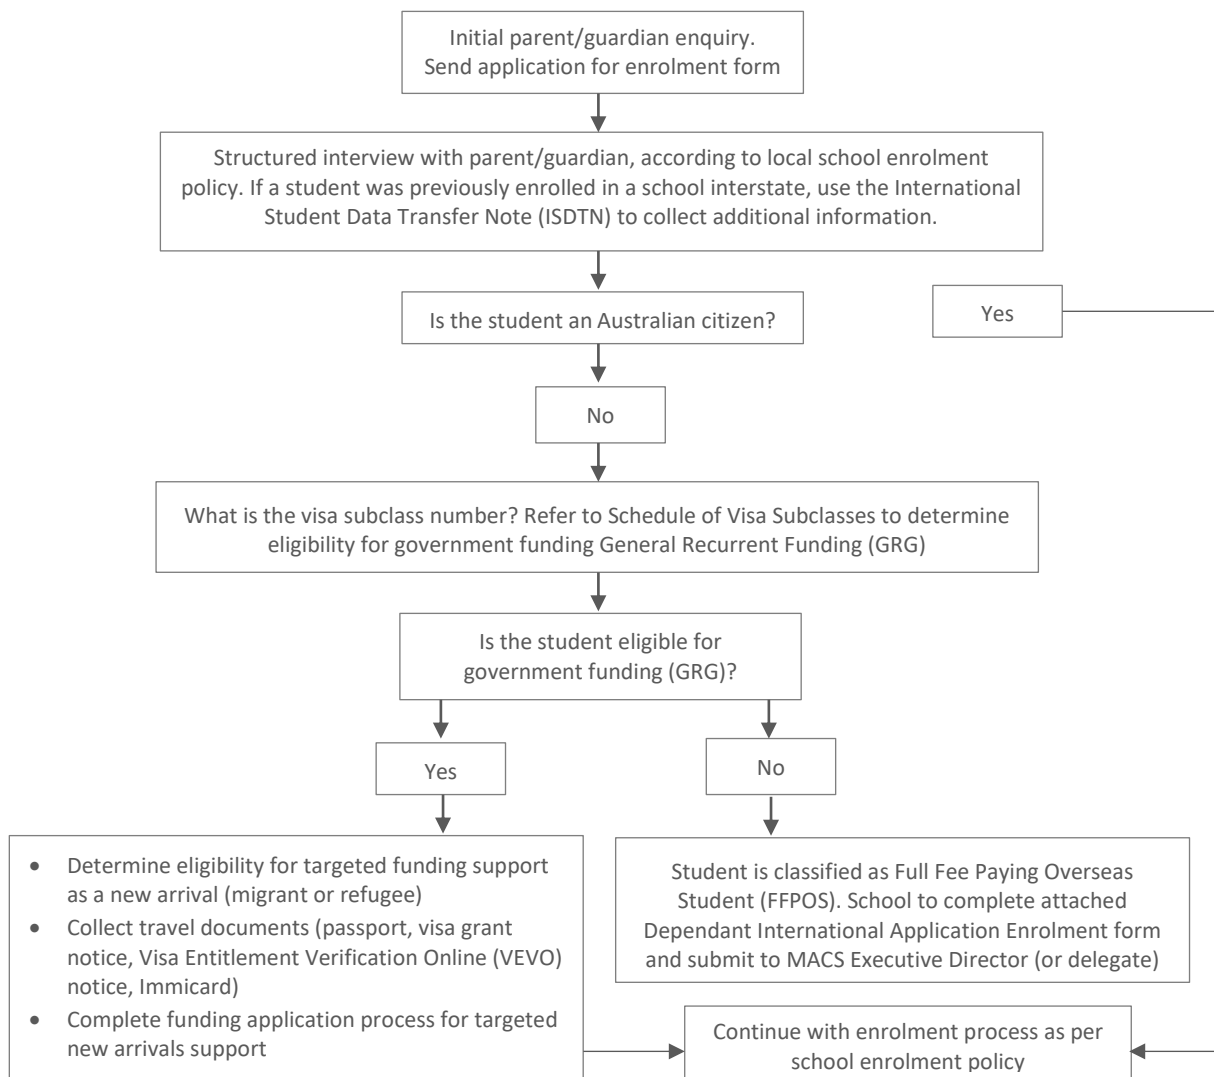 Initial parent/guardian enquiry.
Send application for enrolment form
Structured interview with parent/guardian, according to local school enrolment
policy. If a student was previously enrolled in a school interstate, use the International
Student Data Transfer Note (ISDTN) to collect additional information.
Is the student an Australian citizen?
Yes
No
What is the visa subclass number? Refer to Schedule of Visa Subclasses to determine
eligibility for government funding General Recurrent Funding (GRG)
Is the student eligible for
government funding (GRG)?
Yes
No
• Determine eligibility for targeted funding support
as a new arrival (migrant or refugee)
• Collect travel documents (passport, visa grant
notice, Visa Entitlement Verification Online (VEVO)
notice, Immicard)
• Complete funding application process for targeted
new arrivals support
Student is classified as Full Fee Paying Overseas
Student (FFPOS). School to complete attached
Dependant International Application Enrolment form
and submit to MACS Executive Director (or delegate)
Continue with enrolment process as per
school enrolment policy